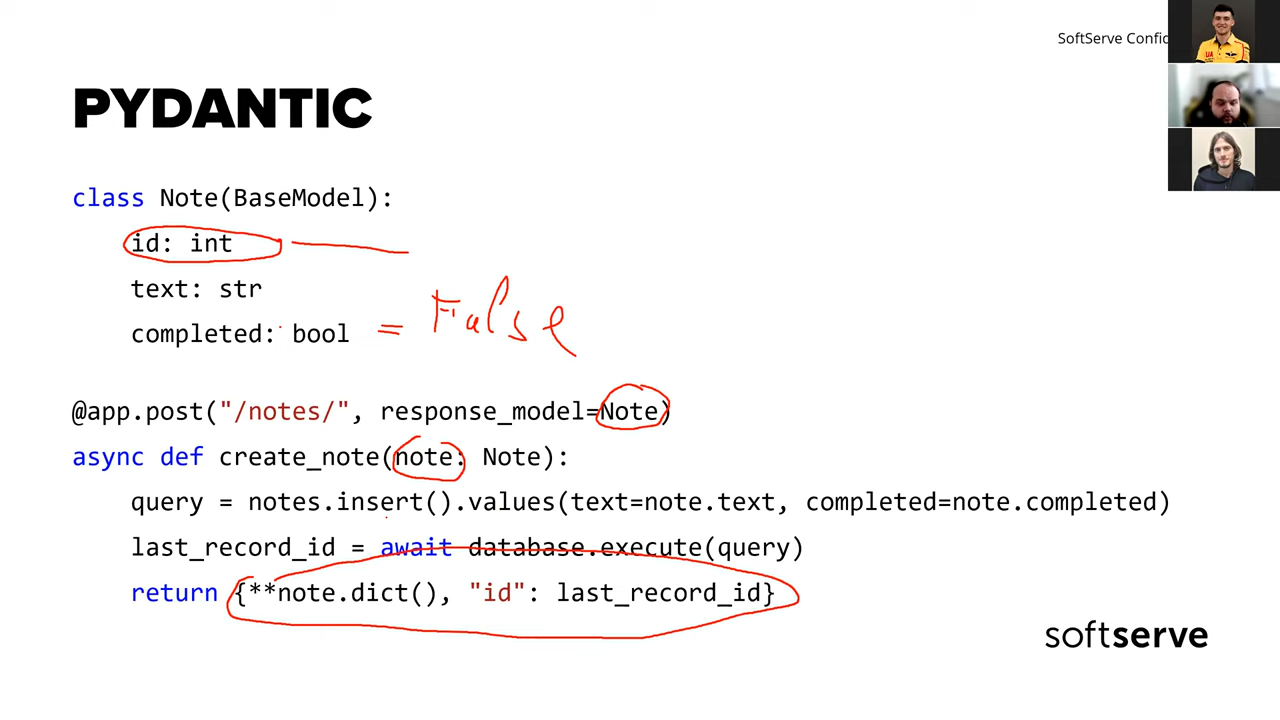 SoftServe Confid
UA
PYDANTIC
class Note(BaseModel):
id: int
text: str
completed: bool = False
@app.post("/notes/", response_model=Note)
async def create_note(note: Note):
query = notes.insert().values(text=note.text, completed=note.completed)
last_record_id = await database.execute(query)
return {**note.dict(), "id": last_record_id}
softserve